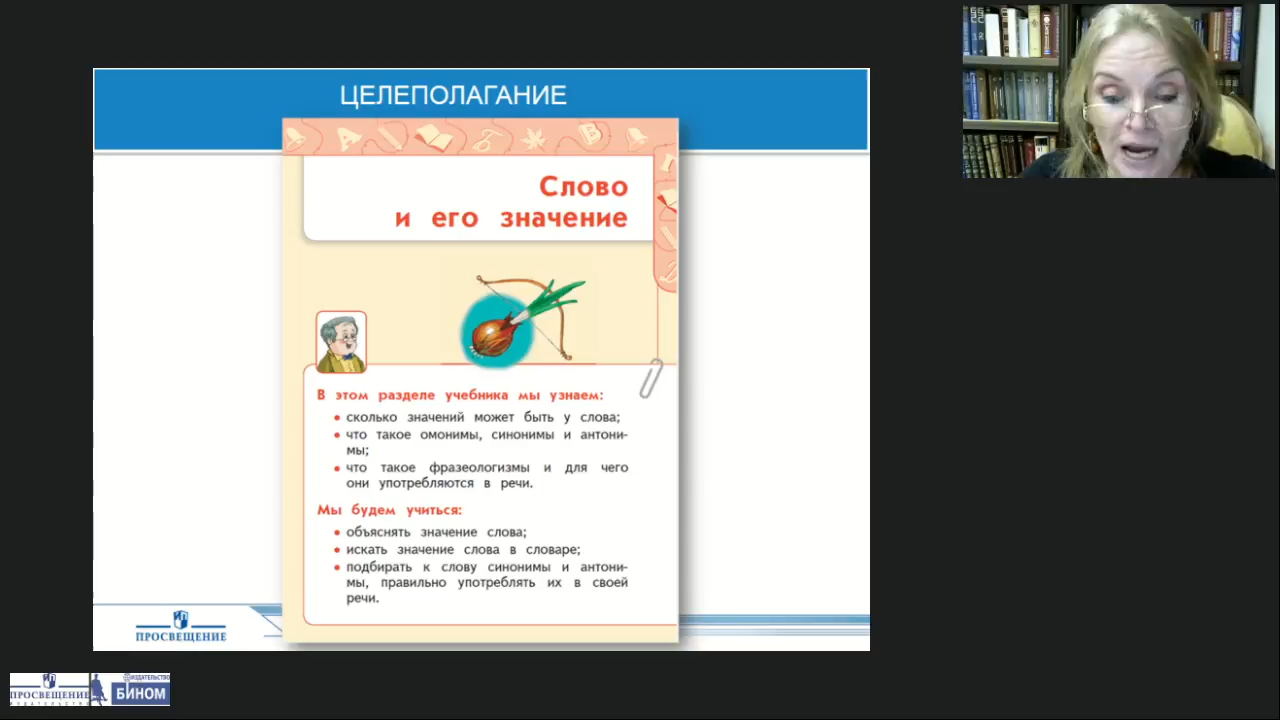 ЦЕЛЕПОЛАГАНИЕ
Слово
и его значение
В этом разделе учебника мы узнаем:
• сколько значений может быть у слова;
• что такое омонимы, синонимы и антони-
мы;
• что такое фразеологизмы и для чего
они употребляются в речи.
Мы будем учиться:
• объяснять значение слова;
• искать значение слова в словаре;
• подбирать к слову синонимы и антони-
мы, правильно употреблять их в своей
речи.
ПРОСВЕЩЕНИЕ
ПРОСВЕЩЕНИЕ
ИЗДАТЕЛЬСТВО
ИЗДАТЕЛЬСТВО
БИНОМ